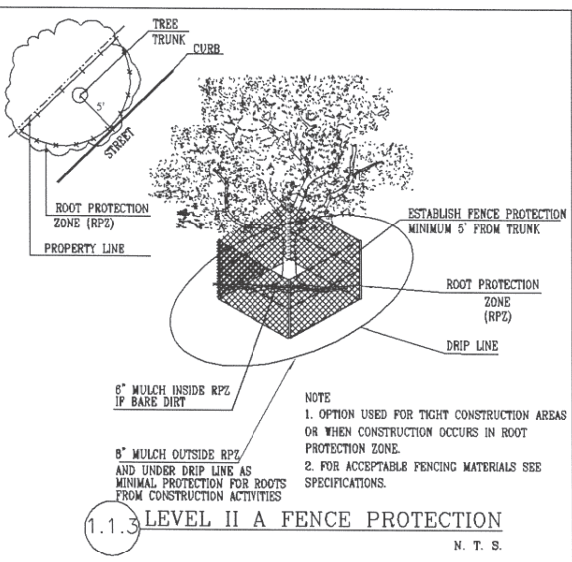 TREE
TRUNK
CURB
5'
STREET
ROOT PROTECTION
ZONE (RPZ)
PROPERTY LINE
ESTABLISH FENCE PROTECTION
MINIMUM 5' FROM TRUNK
ROOT PROTECTION
ZONE
(RPZ)
DRIP LINE
6" MULCH INSIDE RPZ
IF BARE DIRT
8" MULCH OUTSIDE RPZ
AND UNDER DRIP LINE AS
MINIMAL PROTECTION FOR ROOTS
FROM CONSTRUCTION ACTIVITIES
NOTE
1. OPTION USED FOR TIGHT CONSTRUCTION AREAS
OR WHEN CONSTRUCTION OCCURS IN ROOT
PROTECTION ZONE.
2. FOR ACCEPTABLE FENCING MATERIALS SEE
SPECIFICATIONS.
1.1.3 LEVEL II A FENCE PROTECTION
N. T. S.